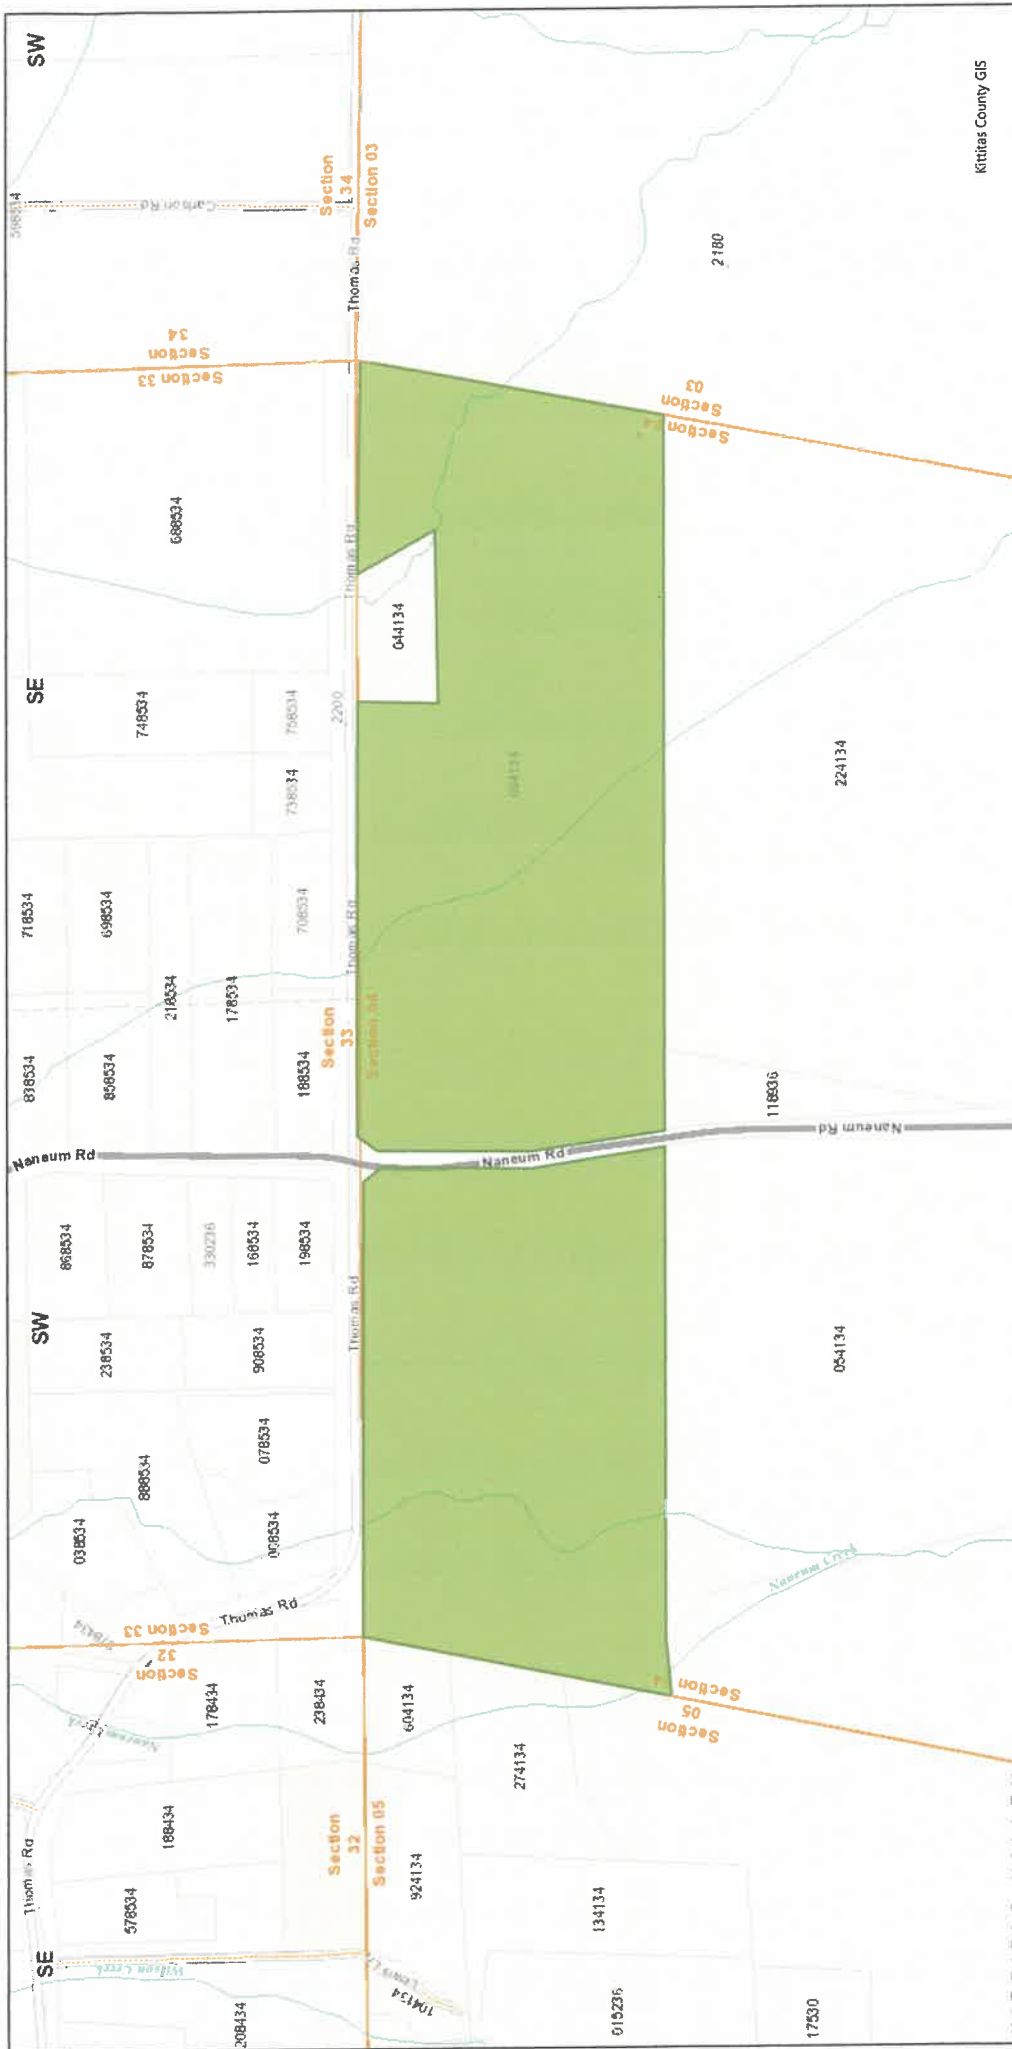 SE
SW
SE
SW
Thomas Rd
578534
188434
208434
Wilson Creek
Naneum Creek
178434
238434
Section 32
Section 33
Thomas Rd
038534
888534
008534
078534
238534
908534
868534
878534
330236
168534
198534
Naneum Rd
838534
858534
718534
698534
218534
178534
188534
708534
738534
748534
758534
2200
688534
Section 33
Section 34
Carlson Rd
Section
32
Section 05
Thomas Rd
Section
33
Section 04
Thomas Rd
Thomas Rd
Thomas Rd
Section
34
Section 03
104134
924134
604134
274134
134134
015236
17530
Section
05
Section
Naneum Creek
Naneum Rd
044134
054134
118936
Naneum Rd
224134
Section
Section
03
2180
Kittitas County GIS